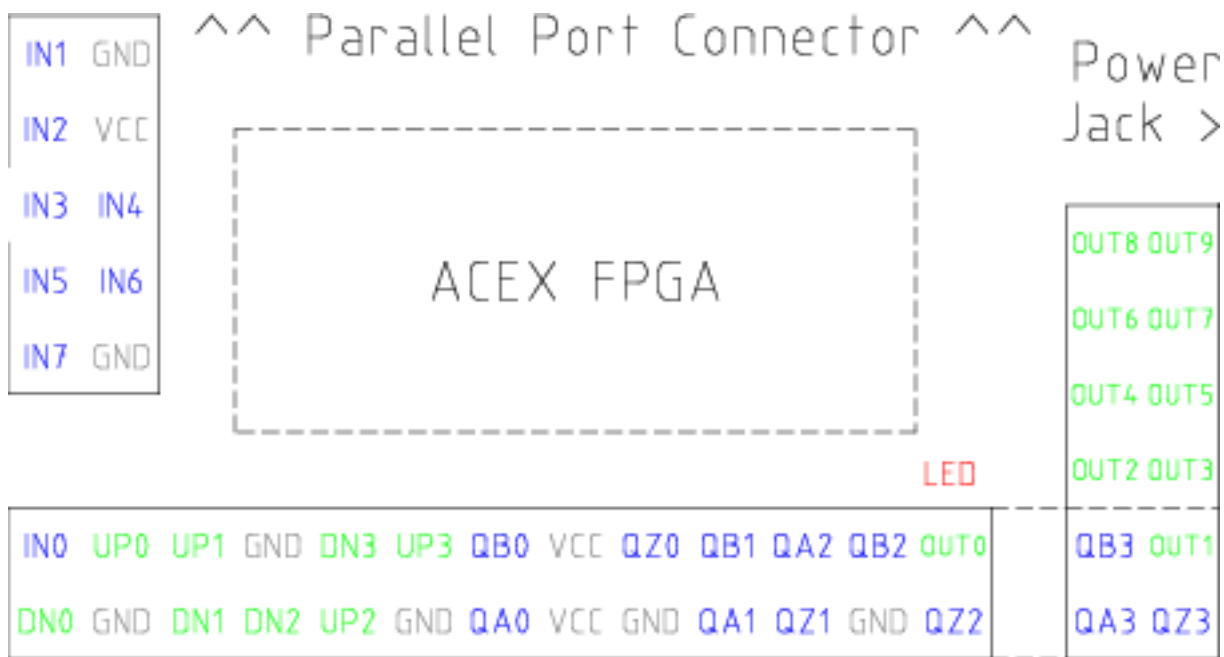 ^^ Parallel Port Connector ^^
Power
Jack >
IN1 GND
IN2 VCC
IN3 IN4
IN5 IN6
IN7 GND
ACEX FPGA
OUT8 OUT9
OUT6 OUT7
OUT4 OUT5
LED
OUT2 OUT3
IN0 UP0 UP1 GND DN3 UP3 QB0 VCC QZ0 QB1 QA2 QB2 OUT0 QB3 OUT1
DN0 GND DN1 DN2 UP2 GND QA0 VCC GND QA1 QZ1 GND QZ2 QA3 QZ3